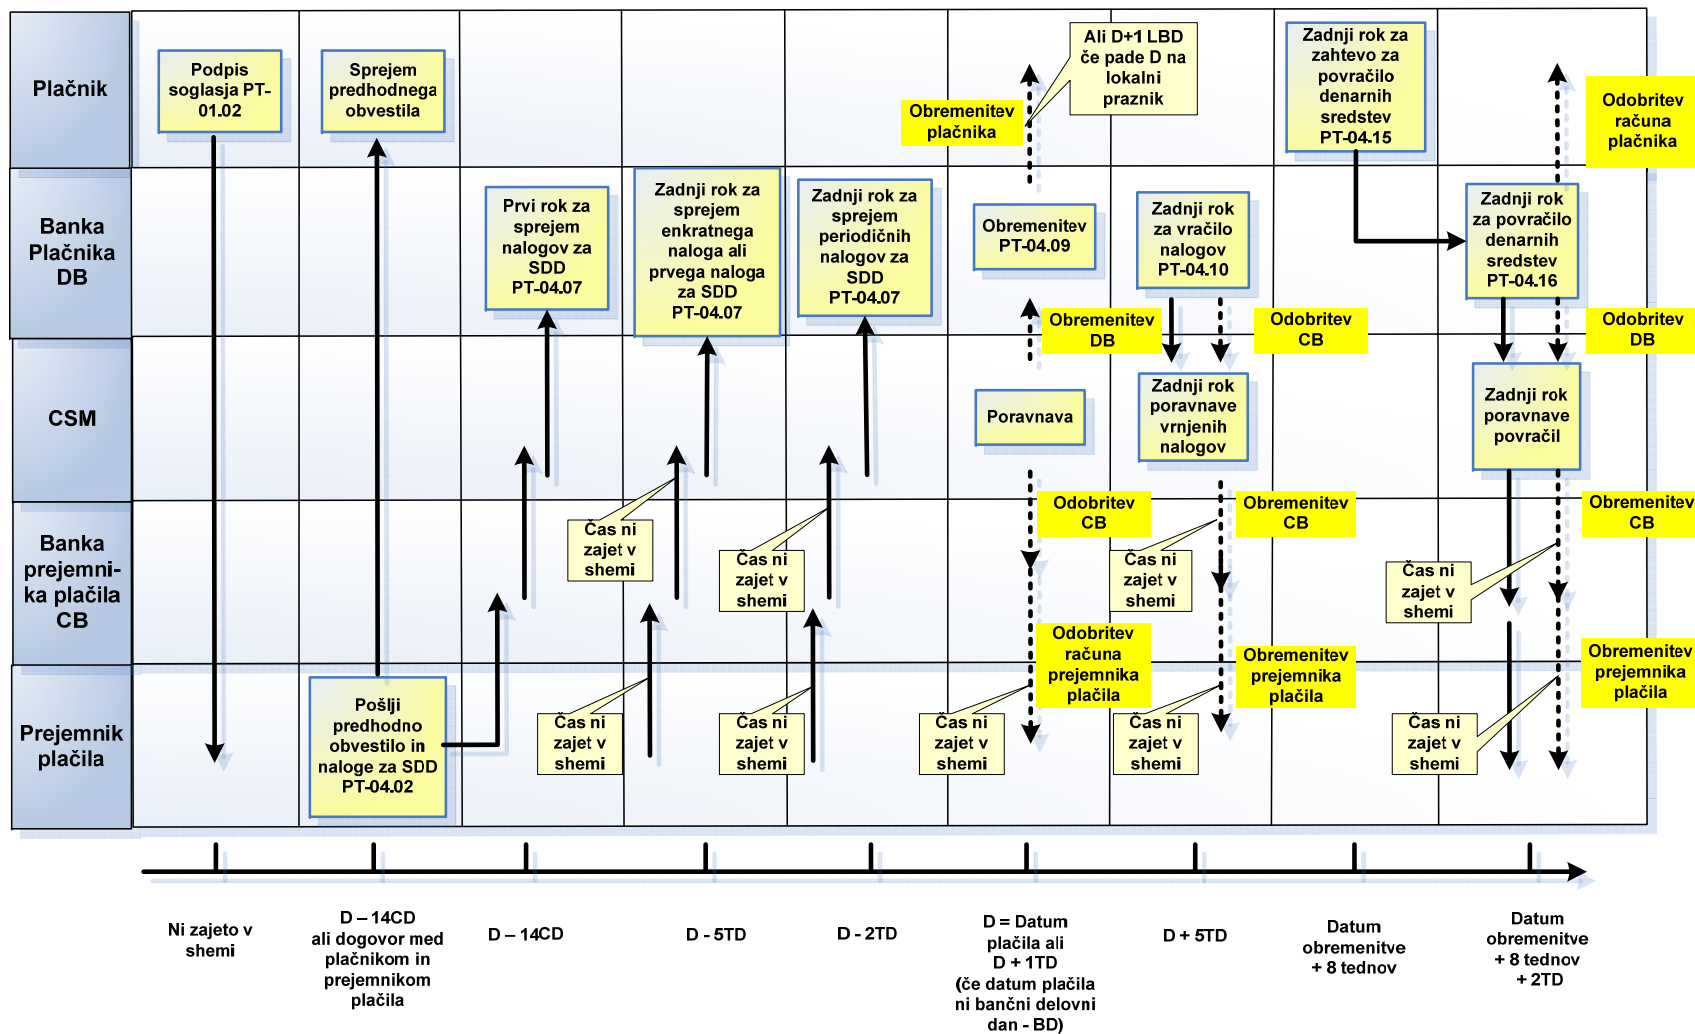 Plačnik
Podpis
soglasja PT-
01.02
Sprejem
predhodnega
obvestila
Obremenitev
plačnika
Ali D+1 LBD
če pade D na
lokalni
praznik
Zadnji rok za
zahtevo za
povračilo
denarnih
sredstev
PT-04.15
Odobritev
računa
plačnika
Banka
Plačnika
DB
Prvi rok za
sprejem
nalogov za
SDD
PT-04.07
Zadnji rok za
sprejem
enkratnega
naloga ali
prvega naloga
za SDD
PT-04.07
Zadnji rok za
sprejem
periodičnih
nalogov za
SDD
PT-04.07
Obremenitev
PT-04.09
Zadnji rok
za vračilo
nalogov
PT-04.10
Zadnji rok
za povračilo
denarnih
sredstev
PT-04.16
Obremenitev
DB
Odobritev
CB
Odobritev
DB
CSM
Poravnava
Zadnji rok
poravnave
vrnjenih
nalogov
Zadnji rok
poravnave
povračil
Banka
prejemni-
ka plačila
CB
Čas ni
zajet v
shemi
Čas ni
zajet v
shemi
Odobritev
CB
Čas ni
zajet v
shemi
Obremenitev
CB
Čas ni
zajet v
shemi
Obremenitev
CB
Prejemnik
plačila
Pošlji
predhodno
obvestilo in
naloge za SDD
PT-04.02
Čas ni
zajet v
shemi
Čas ni
zajet v
shemi
Čas ni
zajet v
shemi
Odobritev
računa
prejemnika
plačila
Čas ni
zajet v
shemi
Obremenitev
prejemnika
plačila
Čas ni
zajet v
shemi
Obremenitev
prejemnika
plačila
Ni zajeto v
shemi
D – 14CD
ali dogovor med
plačnikom in
prejemnikom
plačila
D – 14CD
D - 5TD
D - 2TD
D = Datum
plačila ali
D + 1TD
(če datum plačila
ni bančni delovni
dan - BD)
D + 5TD
Datum
obremenitve
+ 8 tednov
Datum
obremenitve
+ 8 tednov
+ 2TD